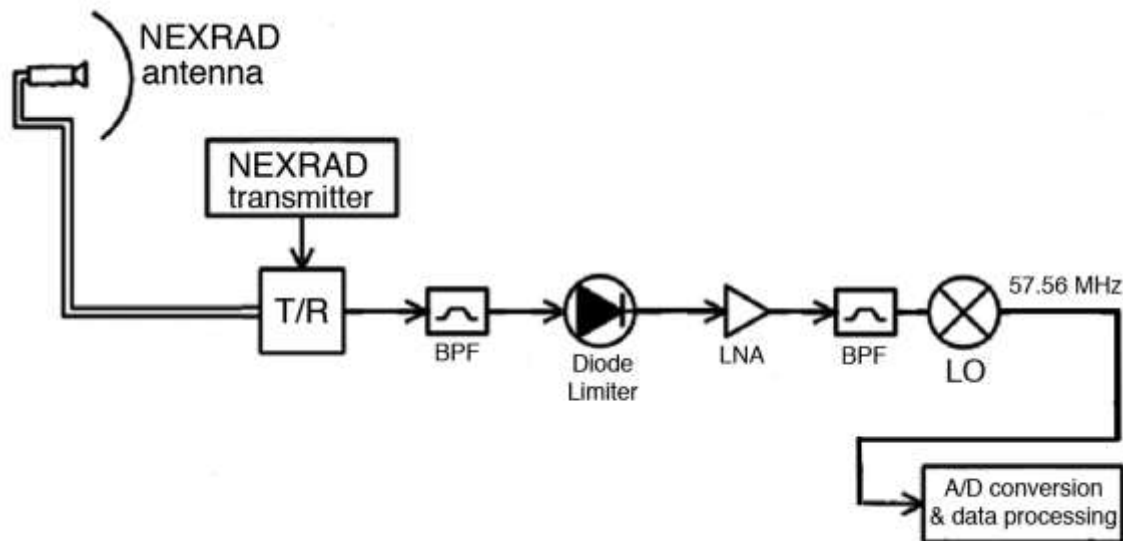 NEXRAD
antenna
NEXRAD
transmitter
T/R
BPF
Diode
Limiter
LNA
BPF
LO
57.56 MHz
A/D conversion
& data processing